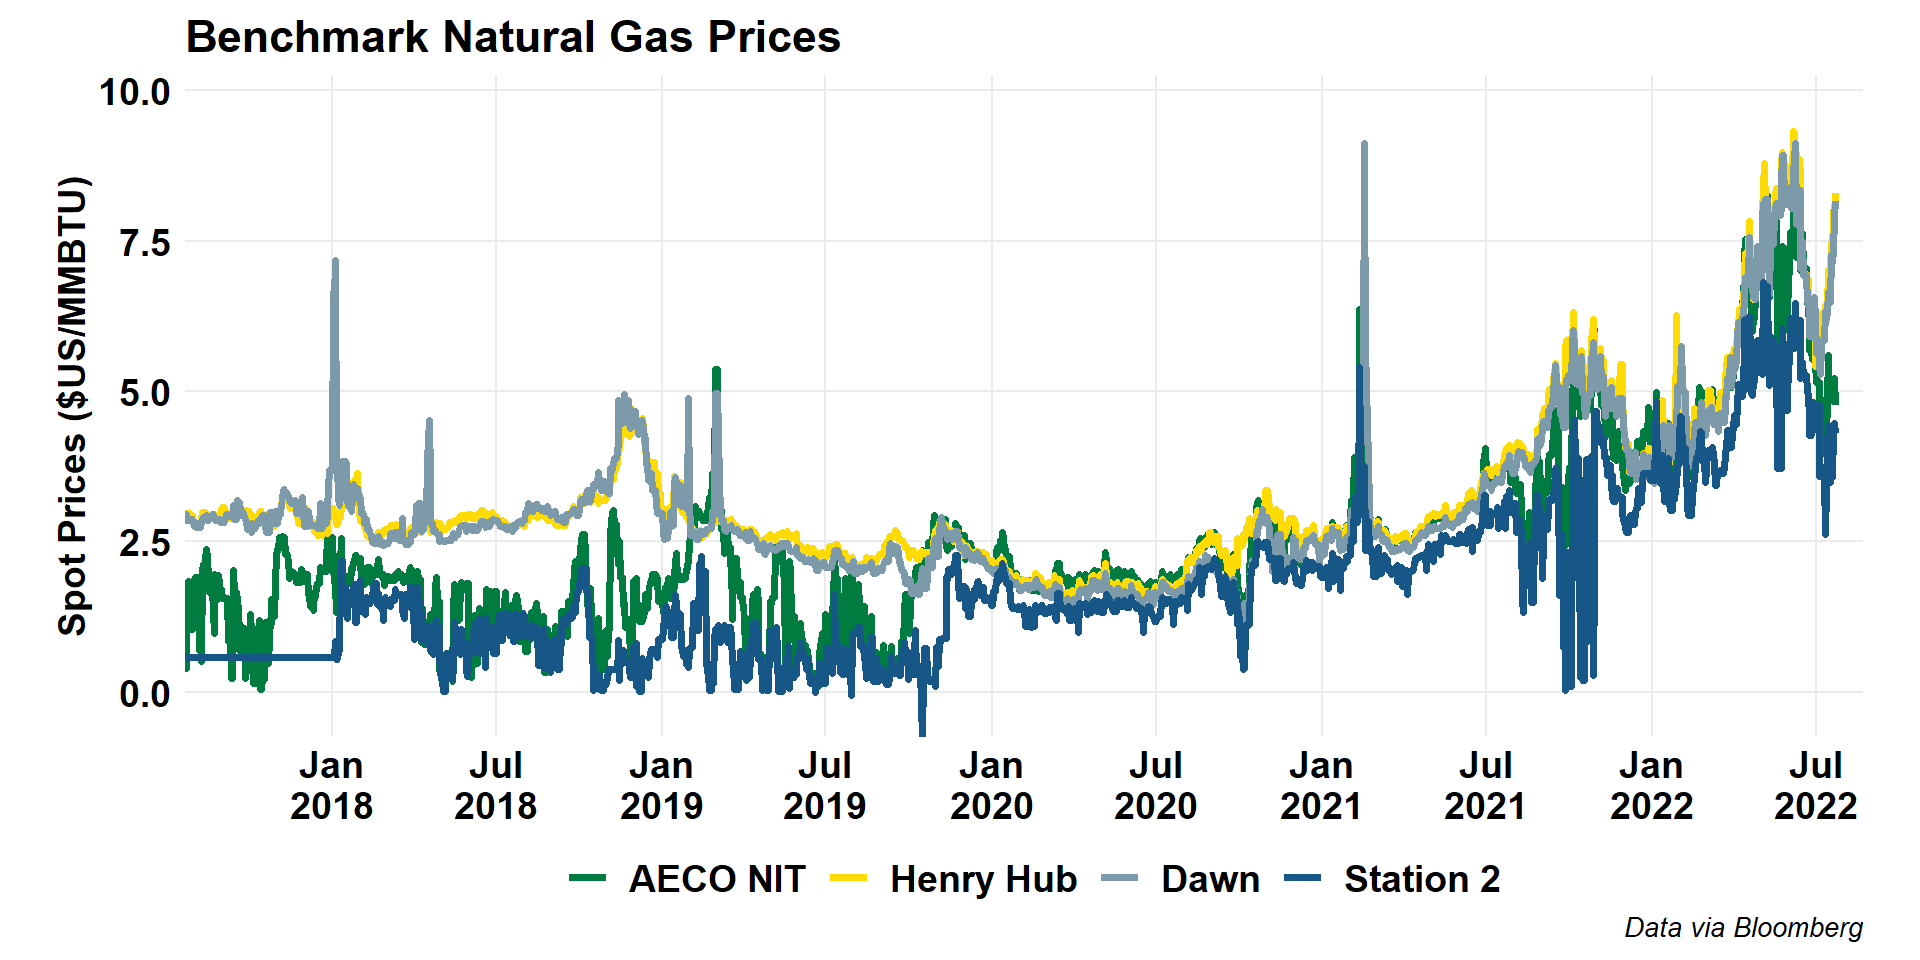 Benchmark Natural Gas Prices
Spot Prices ($US/MMBTU)
10.0
7.5
5.0
2.5
0.0
Jan Jul Jan Jul Jan Jul Jan Jul Jan Jul
2018 2018 2019 2019 2020 2020 2021 2021 2022 2022
AECO NIT Henry Hub Dawn Station 2
Data via Bloomberg